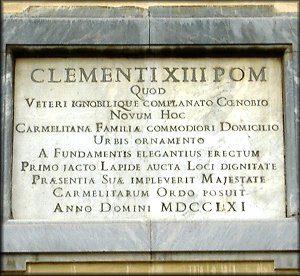 CLEMENTI XIII POM
QUOD
VETERI IGNOBILIQUE COMPLANATO CŒNOBIO
NOVUM HOC
CARMELITANÆ FAMILIÆ COMMODIORI DOMICILIO
URBIS ORNAMENTO
A FUNDAMENTIS ELEGANTIUS ERECTUM
PRIMO JACTO LAPIDE AUCTA LOCI DIGNITATE
PRÆSENTIA SUÆ IMPLEVERIT MAJESTATE
CARMELITARUM ORDO POSUIT
ANNO DOMINI MDCCLXI